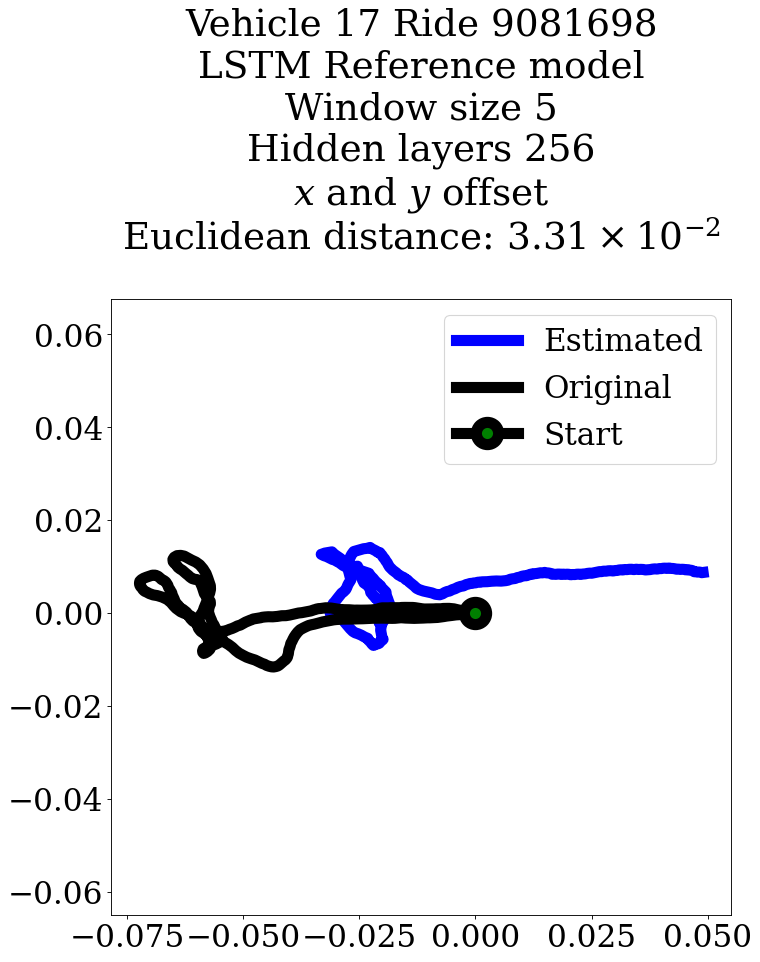 Vehicle 17 Ride 9081698
LSTM Reference model
Window size 5
Hidden layers 256
x and y offset
Euclidean distance: 3.31 × 10⁻²
Estimated
Original
Start
0.06
0.04
0.02
0.00
−0.02
−0.04
−0.06
−0.075 −0.050 −0.025 0.000 0.025 0.050